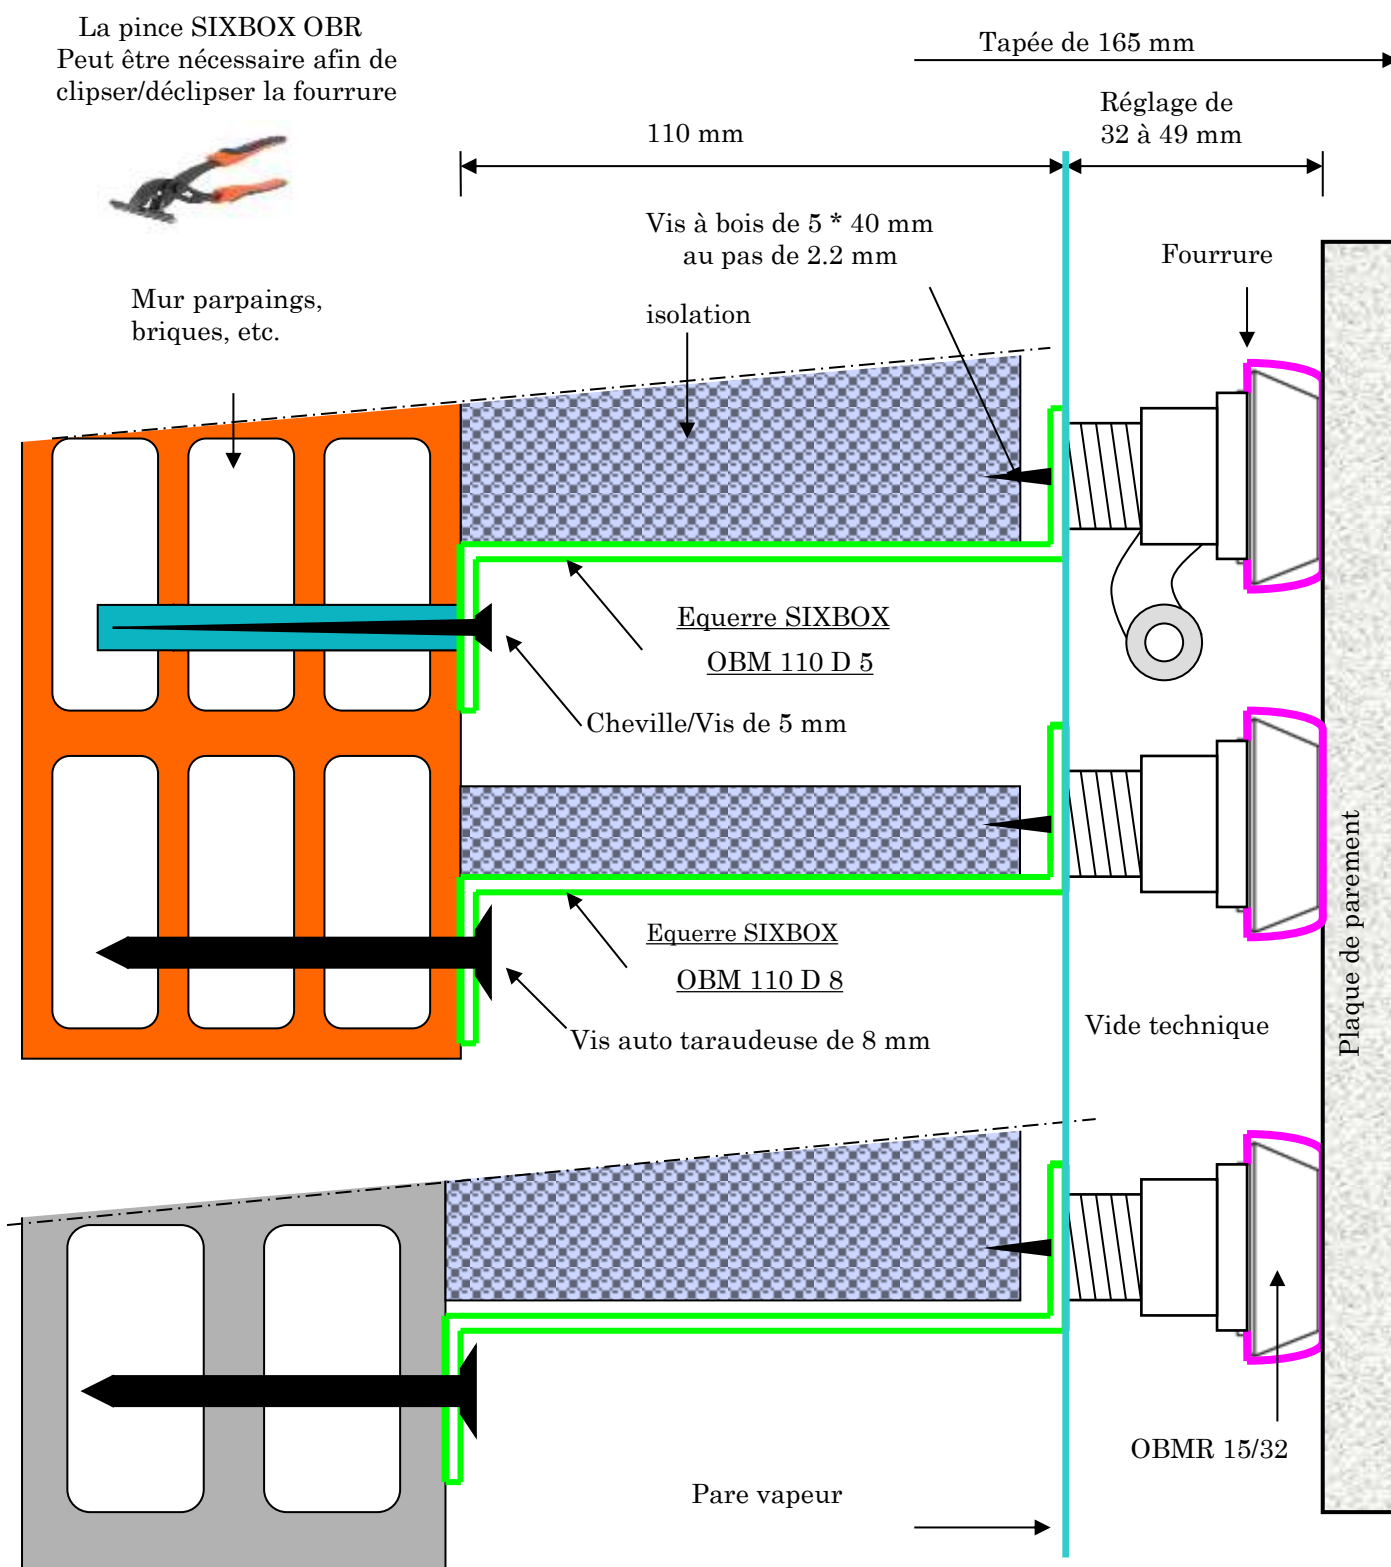 La pince SIXBOX OBR
Peut être nécessaire afin de
clipser/déclipser la fourrure
Tapée de 165 mm
Réglage de
32 à 49 mm
110 mm
Vis à bois de 5 * 40 mm
au pas de 2.2 mm
Fourrure
Mur parpaings,
briques, etc.
isolation
Equerre SIXBOX
OBM 110 D 5
Cheville/Vis de 5 mm
Equerre SIXBOX
OBM 110 D 8
Vis auto taraudeuse de 8 mm
Vide technique
Plaque de parement
OBMR 15/32
Pare vapeur